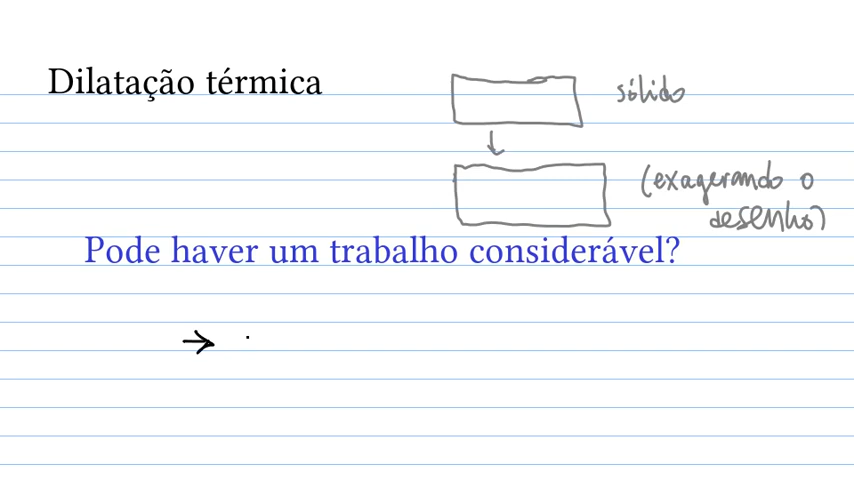 Dilatação térmica
sólido
(exagerando o
desenho)
Pode haver um trabalho considerável?
→